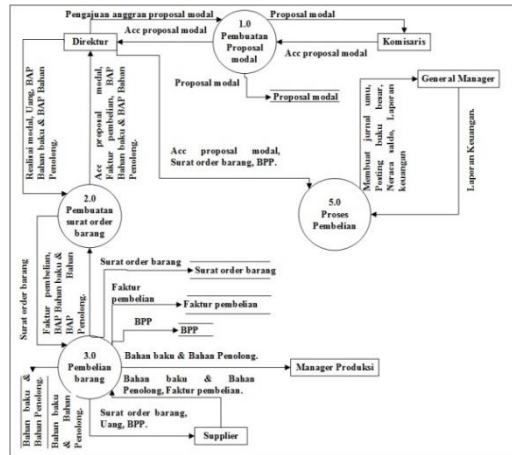 Pengajuan anggran proposal modal
Direktur
Acc proposal modal
1.0
Pembuatan
Proposal
modal
Proposal modal
Komisaris
Acc proposal modal
Proposal modal
Proposal modal
General Manager
Realisai modal, Uang, BAP
Bahan baku & BAP Bahan
Penolong.
Acc proposal modal,
Faktur pembelian, BAP
Bahan baku & BAP Bahan
Penolong.
Acc proposal modal,
Surat order barang, BPP.
Membuat jurnal umu,
Posting buku besar,
Nerara saldo, Laporan
keuangan
Laporan Keuangan.
2.0
Pembuatan
surat order
barang
5.0
Proses
Pembelian
Surat order barang
Faktur pembelian,
BAP Bahan baku &
BAP Bahan
Penolong.
Surat order barang
Surat order barang
Faktur
pembelian
Faktur pembelian
BPP
BPP
3.0
Pembelian
barang
Bahan baku & Bahan Penolong.
Manager Produksi
Bahan baku & Bahan
Penolong, Faktur pembelian.
Bahan baku &
Bahan Penolong.
Bahan baku
& Bahan
Penolong.
Surat order barang,
Uang, BPP.
Supplier